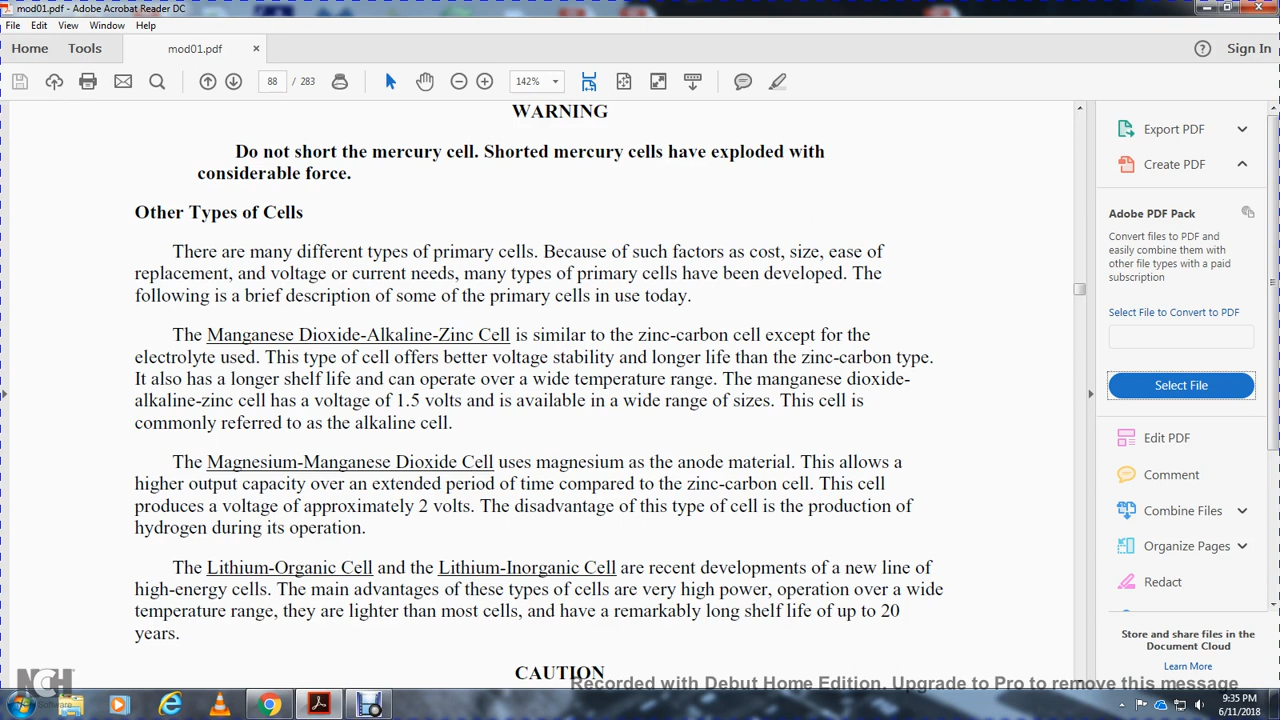 mod01.pdf - Adobe Acrobat Reader DC
File Edit View Window Help
Home Tools mod01.pdf × ? Sign In
88 / 283 142%
WARNING
Do not short the mercury cell. Shorted mercury cells have exploded with
considerable force.
Other Types of Cells
There are many different types of primary cells. Because of such factors as cost, size, ease of
replacement, and voltage or current needs, many types of primary cells have been developed. The
following is a brief description of some of the primary cells in use today.
The Manganese Dioxide-Alkaline-Zinc Cell is similar to the zinc-carbon cell except for the
electrolyte used. This type of cell offers better voltage stability and longer life than the zinc-carbon type.
It also has a longer shelf life and can operate over a wide temperature range. The manganese dioxide-
alkaline-zinc cell has a voltage of 1.5 volts and is available in a wide range of sizes. This cell is
commonly referred to as the alkaline cell.
The Magnesium-Manganese Dioxide Cell uses magnesium as the anode material. This allows a
higher output capacity over an extended period of time compared to the zinc-carbon cell. This cell
produces a voltage of approximately 2 volts. The disadvantage of this type of cell is the production of
hydrogen during its operation.
The Lithium-Organic Cell and the Lithium-Inorganic Cell are recent developments of a new line of
high-energy cells. The main advantages of these types of cells are very high power, operation over a wide
temperature range, they are lighter than most cells, and have a remarkably long shelf life of up to 20
years.
CAUTION
Export PDF
Create PDF
Adobe PDF Pack
Convert files to PDF and
easily combine them with
other file types with a paid
subscription
Select File to Convert to PDF
Select File
Edit PDF
Comment
Combine Files
Organize Pages
Redact
Store and share files in the
Document Cloud
Learn More
NCH
Software
Recorded with Debut Home Edition. Upgrade to Pro to remove this message
9:35 PM
6/11/2018